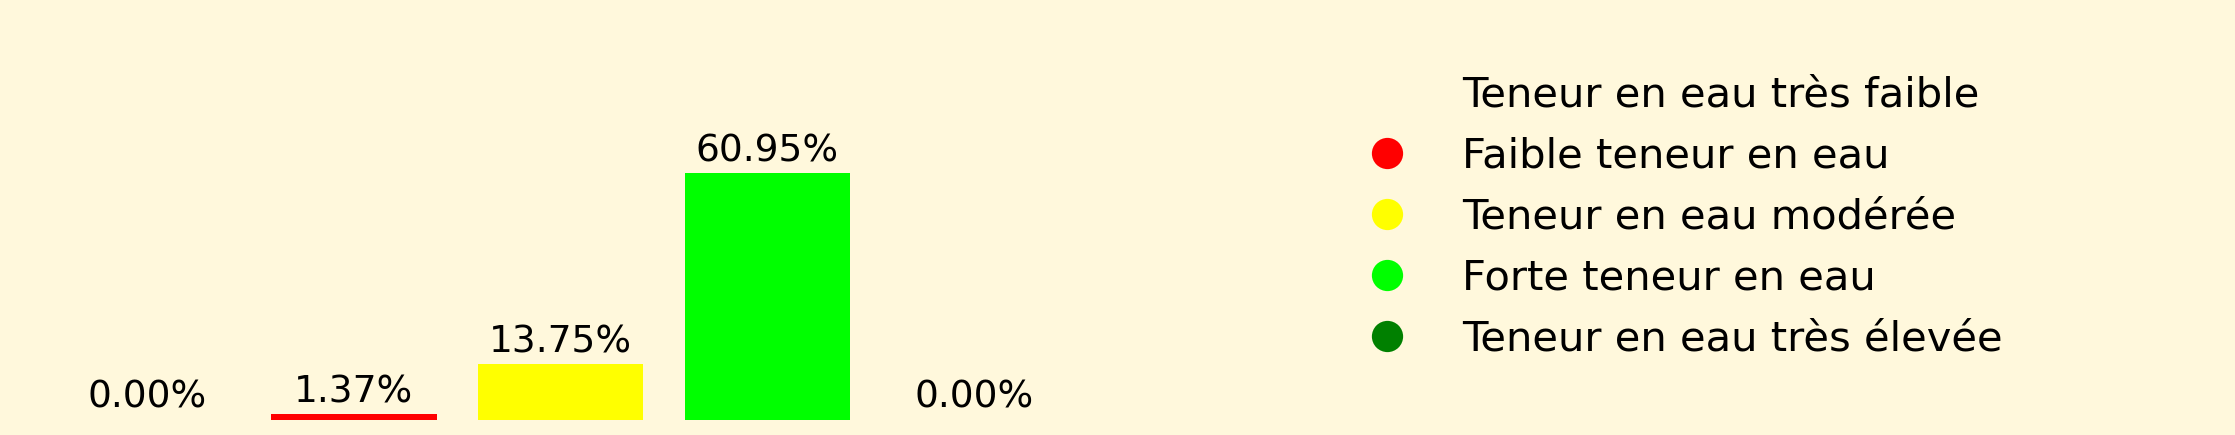 0.00%
1.37%
13.75%
60.95%
0.00%
Teneur en eau très faible
Faible teneur en eau
Teneur en eau modérée
Forte teneur en eau
Teneur en eau très élevée